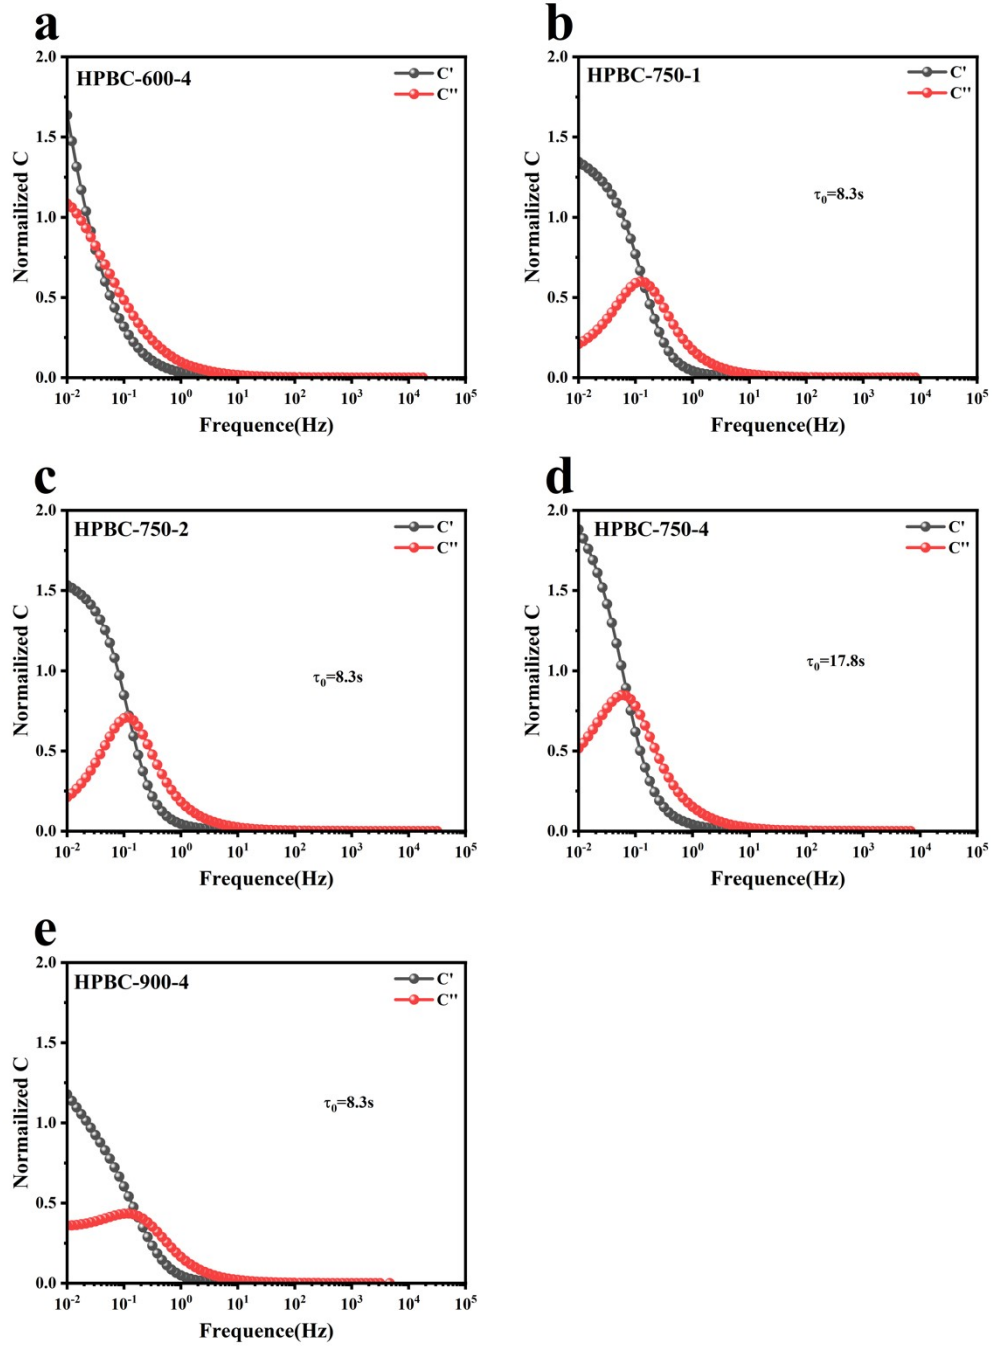 a
HPBC-600-4
C'
C''
2.0
1.5
1.0
0.5
0.0
Normailized C
10-2 10-1 100 101 102 103 104 105
Frequence(Hz)
b
HPBC-750-1
C'
C''
τ0=8.3s
2.0
1.5
1.0
0.5
0.0
Normailized C
10-2 10-1 100 101 102 103 104 105
Frequence(Hz)
c
HPBC-750-2
C'
C''
τ0=8.3s
2.0
1.5
1.0
0.5
0.0
Normailized C
10-2 10-1 100 101 102 103 104 105
Frequence(Hz)
d
HPBC-750-4
C'
C''
τ0=17.8s
2.0
1.5
1.0
0.5
0.0
Normailized C
10-2 10-1 100 101 102 103 104 105
Frequence(Hz)
e
HPBC-900-4
C'
C''
τ0=8.3s
2.0
1.5
1.0
0.5
0.0
Normailized C
10-2 10-1 100 101 102 103 104 105
Frequence(Hz)